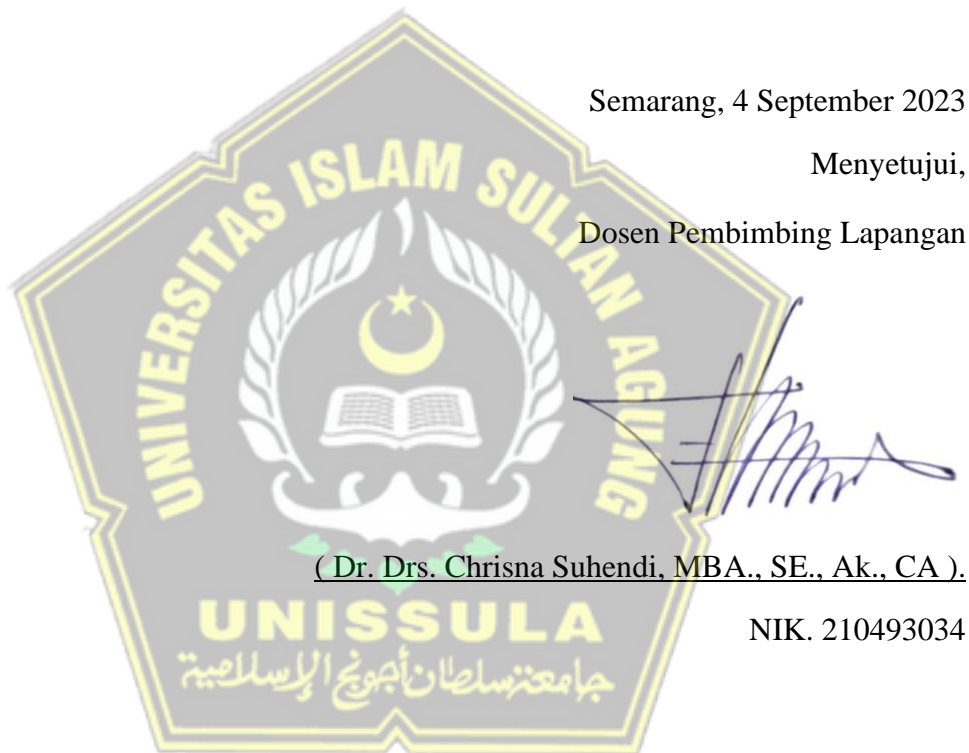 Semarang, 4 September 2023
Menyetujui,
Dosen Pembimbing Lapangan
( Dr. Drs. Chrisna Suhendi, MBA., SE., Ak., CA ).
NIK. 210493034
UNIVERSITAS ISLAM SULTAN AGUNG
UNISSULA
جامعة سلطان أجونج الإسلامية